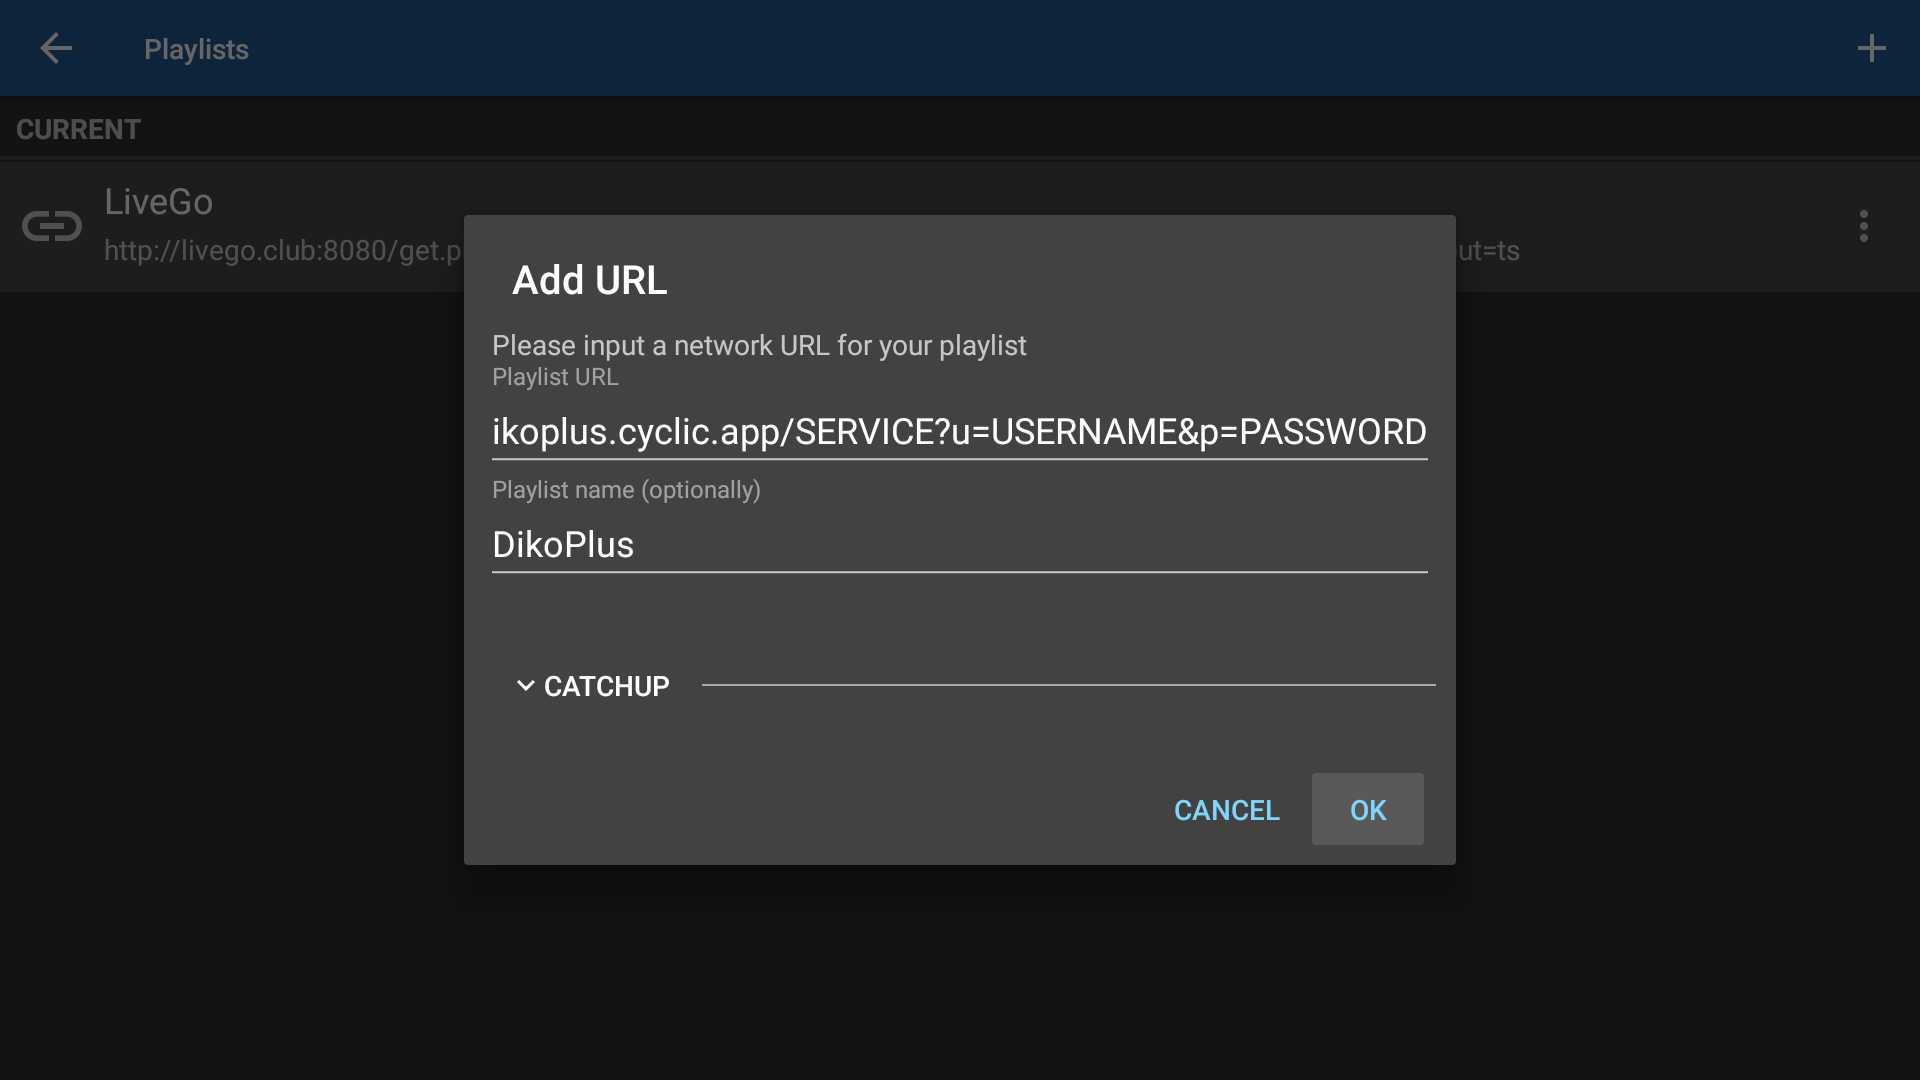 Playlists
CURRENT
LiveGo
http://livego.club:8080/get.p
ut=ts
Add URL
Please input a network URL for your playlist
Playlist URL
ikoplus.cyclic.app/SERVICE?u=USERNAME&p=PASSWORD
Playlist name (optionally)
DikoPlus
CATCHUP
CANCEL
OK